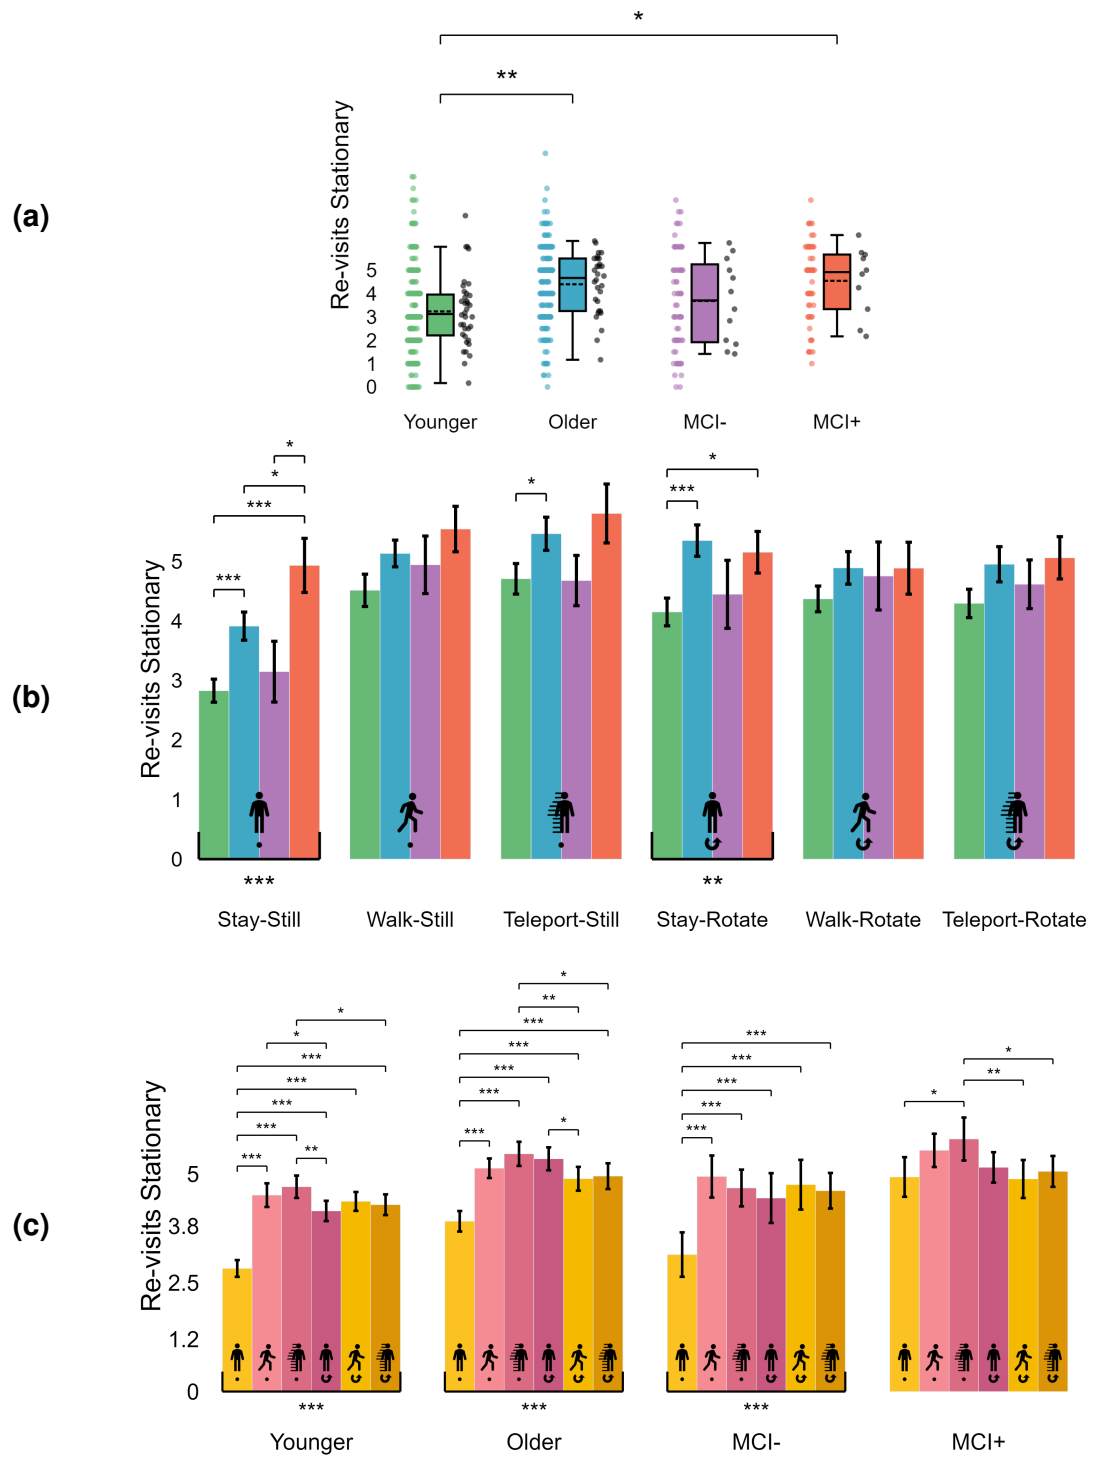 *
**
(a)
Re-visits Stationary
5
4
3
2
1
0
Younger Older MCI- MCI+
* * *** *** * *** *
(b)
Re-visits Stationary
5
4
3
2
1
0
*** **
Stay-Still Walk-Still Teleport-Still Stay-Rotate Walk-Rotate Teleport-Rotate
* * *** *** *** *** *** **
* ** *** *** *** *** *** *
*** *** *** *** ***
* ** *
(c)
Re-visits Stationary
5
3.8
2.5
1.2
0
*** *** ***
Younger Older MCI- MCI+